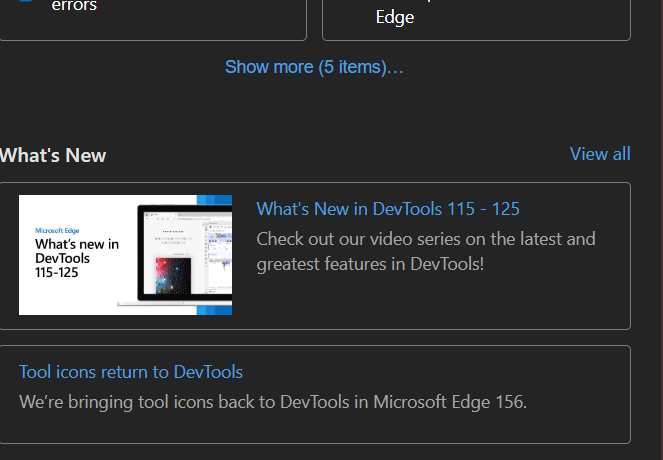 errors
Edge
Show more (5 items)…
What's New
View all
Microsoft Edge
What's new in
DevTools
115-125
What's New in DevTools 115 - 125
Check out our video series on the latest and
greatest features in DevTools!
Tool icons return to DevTools
We’re bringing tool icons back to DevTools in Microsoft Edge 156.